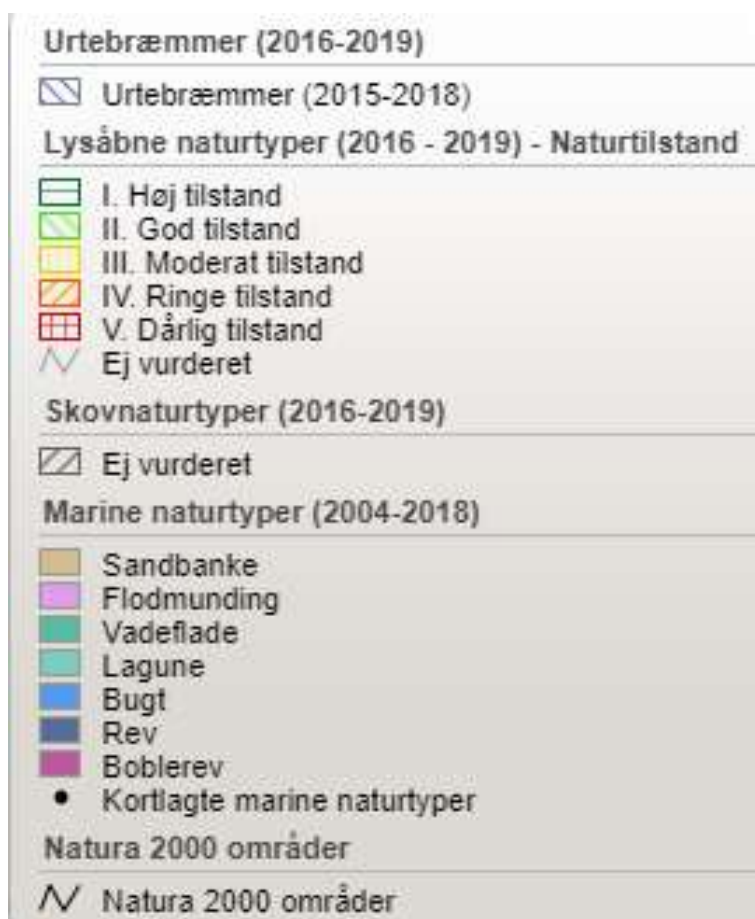 Urtebræmmer (2016-2019)
Urtebræmmer (2015-2018)
Lysåbne naturtyper (2016 - 2019) - Naturtilstand
I. Høj tilstand
II. God tilstand
III. Moderat tilstand
IV. Ringe tilstand
V. Dårlig tilstand
Ej vurderet
Skovnaturtyper (2016-2019)
Ej vurderet
Marine naturtyper (2004-2018)
Sandbanke
Flodmunding
Vadeflade
Lagune
Bugt
Rev
Boblerev
Kortlagte marine naturtyper
Natura 2000 områder
Natura 2000 områder